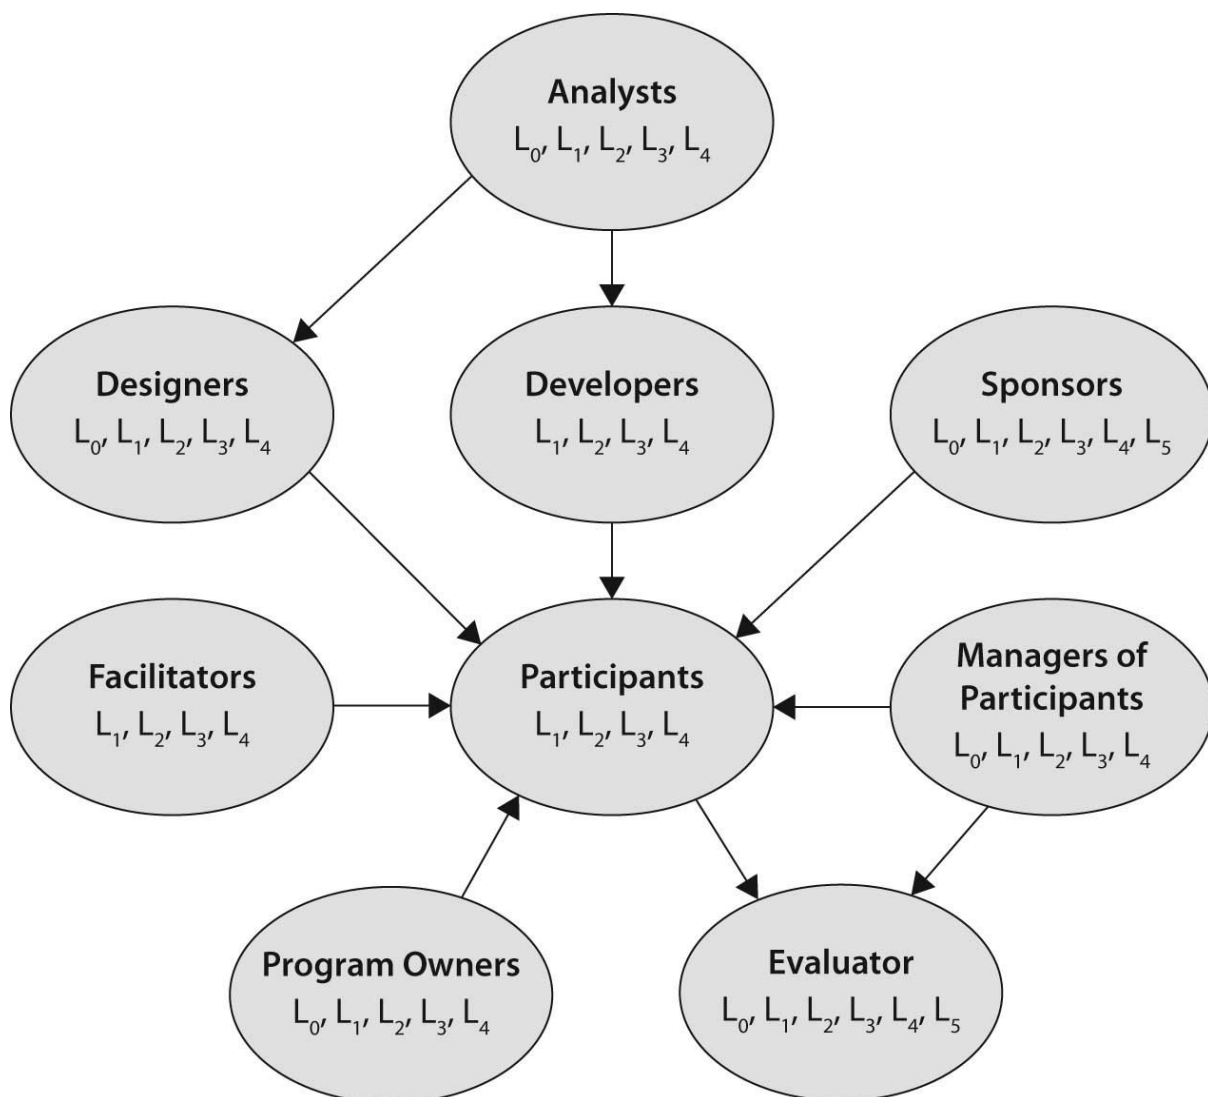 Analysts
L₀, L₁, L₂, L₃, L₄
Designers
L₀, L₁, L₂, L₃, L₄
Developers
L₁, L₂, L₃, L₄
Sponsors
L₀, L₁, L₂, L₃, L₄, L₅
Facilitators
L₁, L₂, L₃, L₄
Participants
L₁, L₂, L₃, L₄
Managers of
Participants
L₀, L₁, L₂, L₃, L₄
Program Owners
L₀, L₁, L₂, L₃, L₄
Evaluator
L₀, L₁, L₂, L₃, L₄, L₅